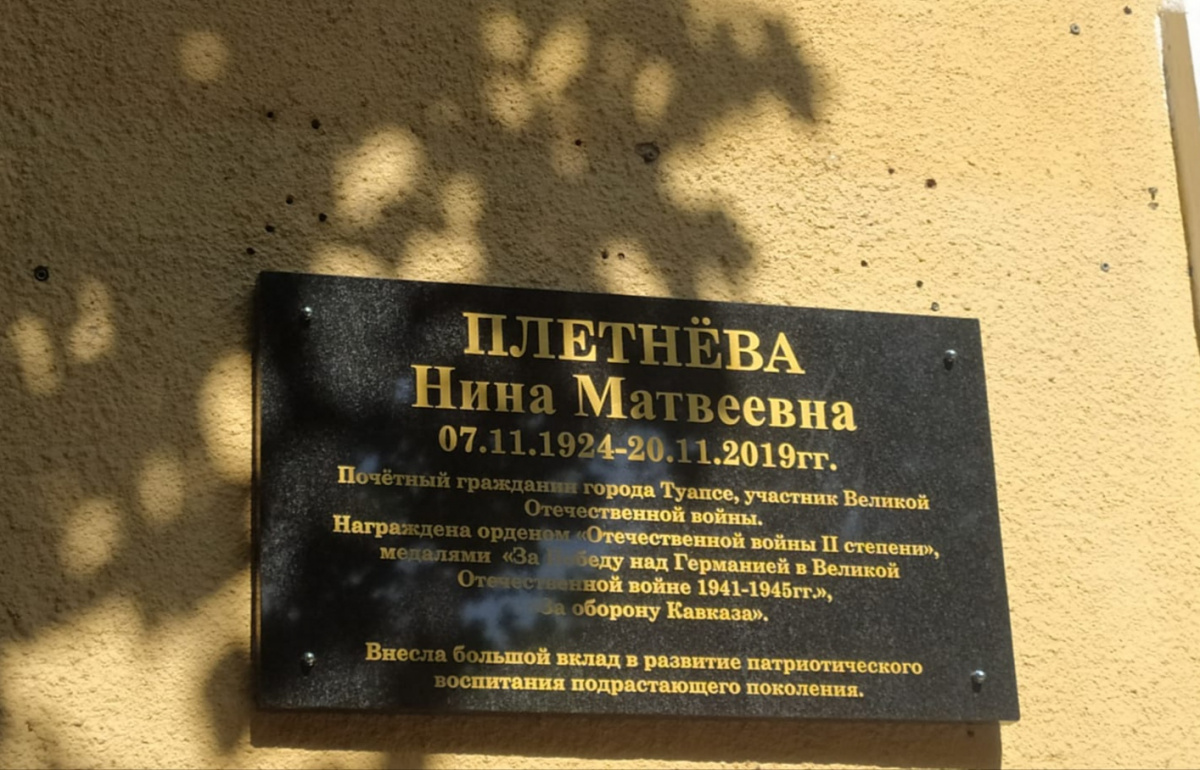 ПЛЕТНЁВА
Нина Матвеевна
07.11.1924-20.11.2019гг.
Почётный гражданин города Туапсе, участник Великой
Отечественной войны.
Награждена орденом «Отечественной войны II степени»,
медалями «За Победу над Германией в Великой
Отечественной войне 1941-1945гг.»,
«За оборону Кавказа».
Внесла большой вклад в развитие патриотического
воспитания подрастающего поколения.